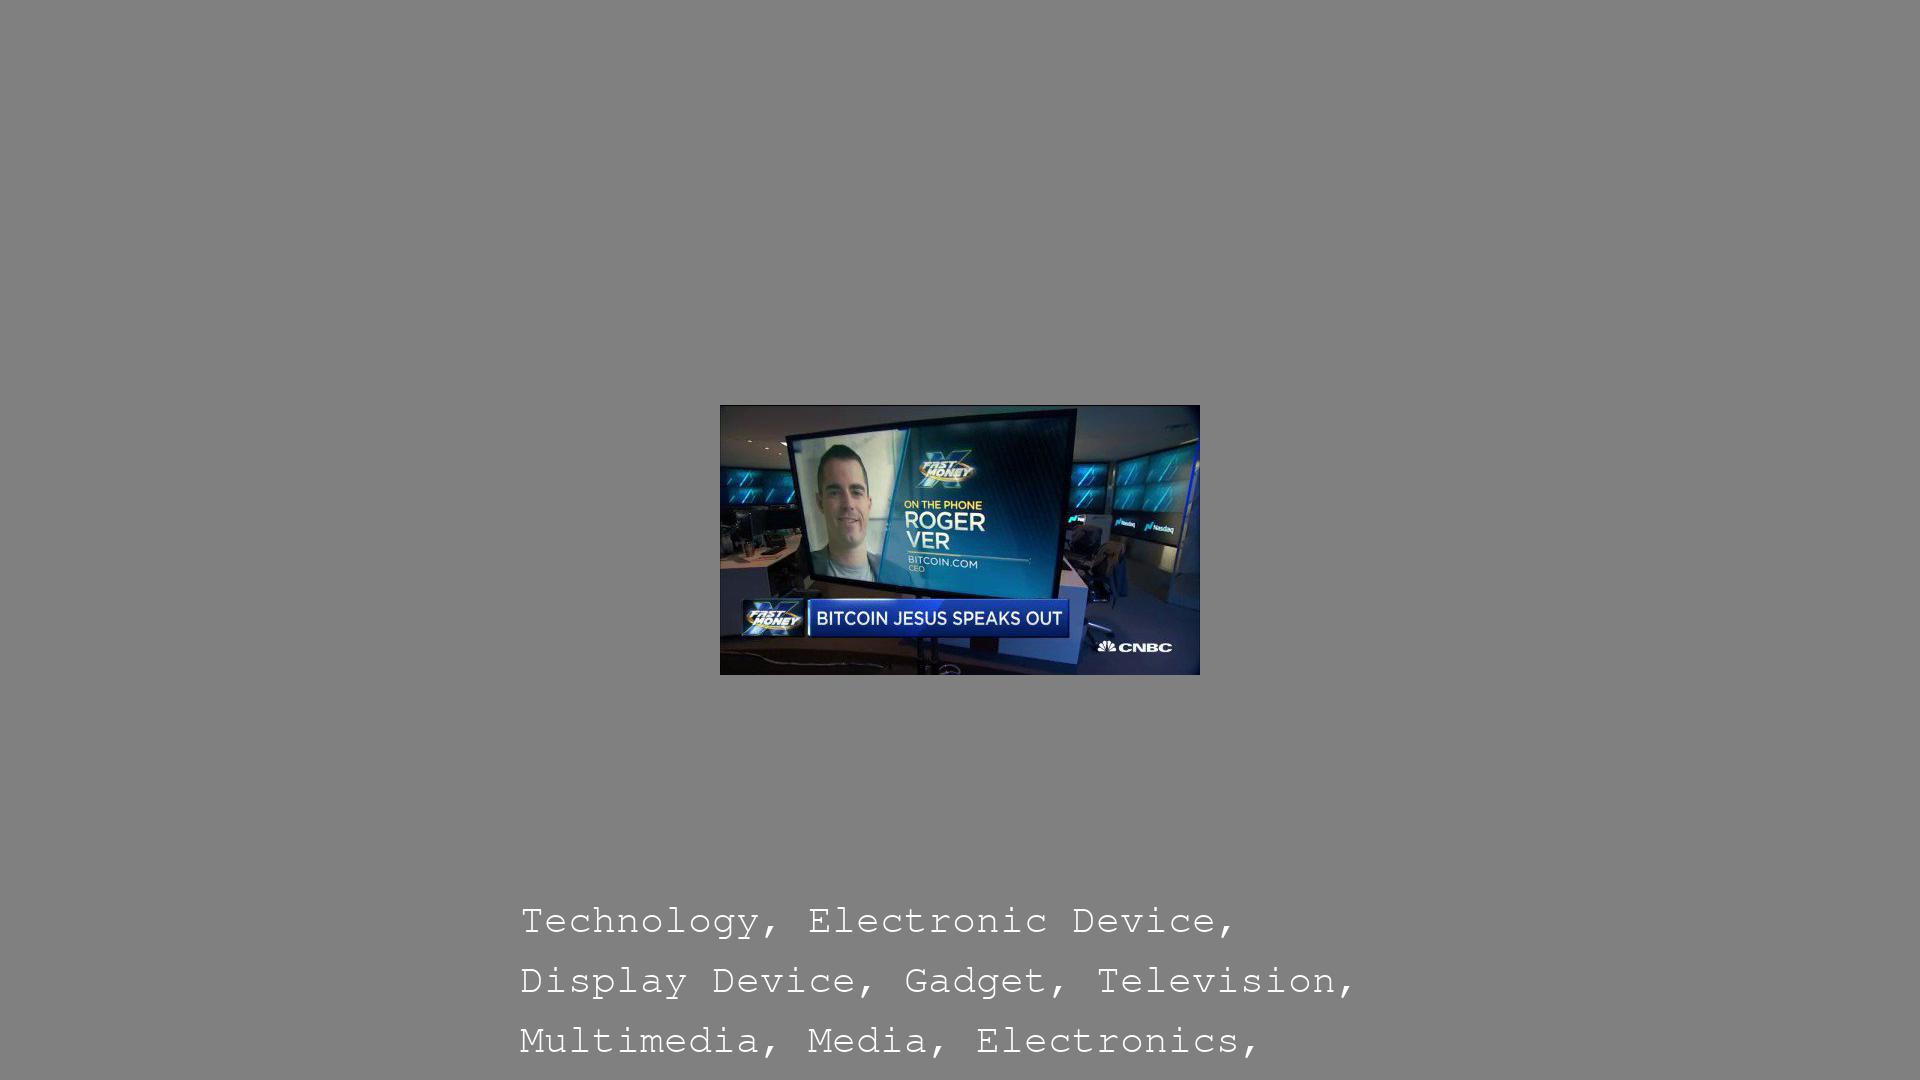 FAST
MONEY
ON THE PHONE
ROGER
VER
BITCOIN.COM
CEO
Nasdaq
Nasdaq
FAST
MONEY
BITCOIN JESUS SPEAKS OUT
CNBC
Technology, Electronic Device,
Display Device, Gadget, Television,
Multimedia, Media, Electronics,